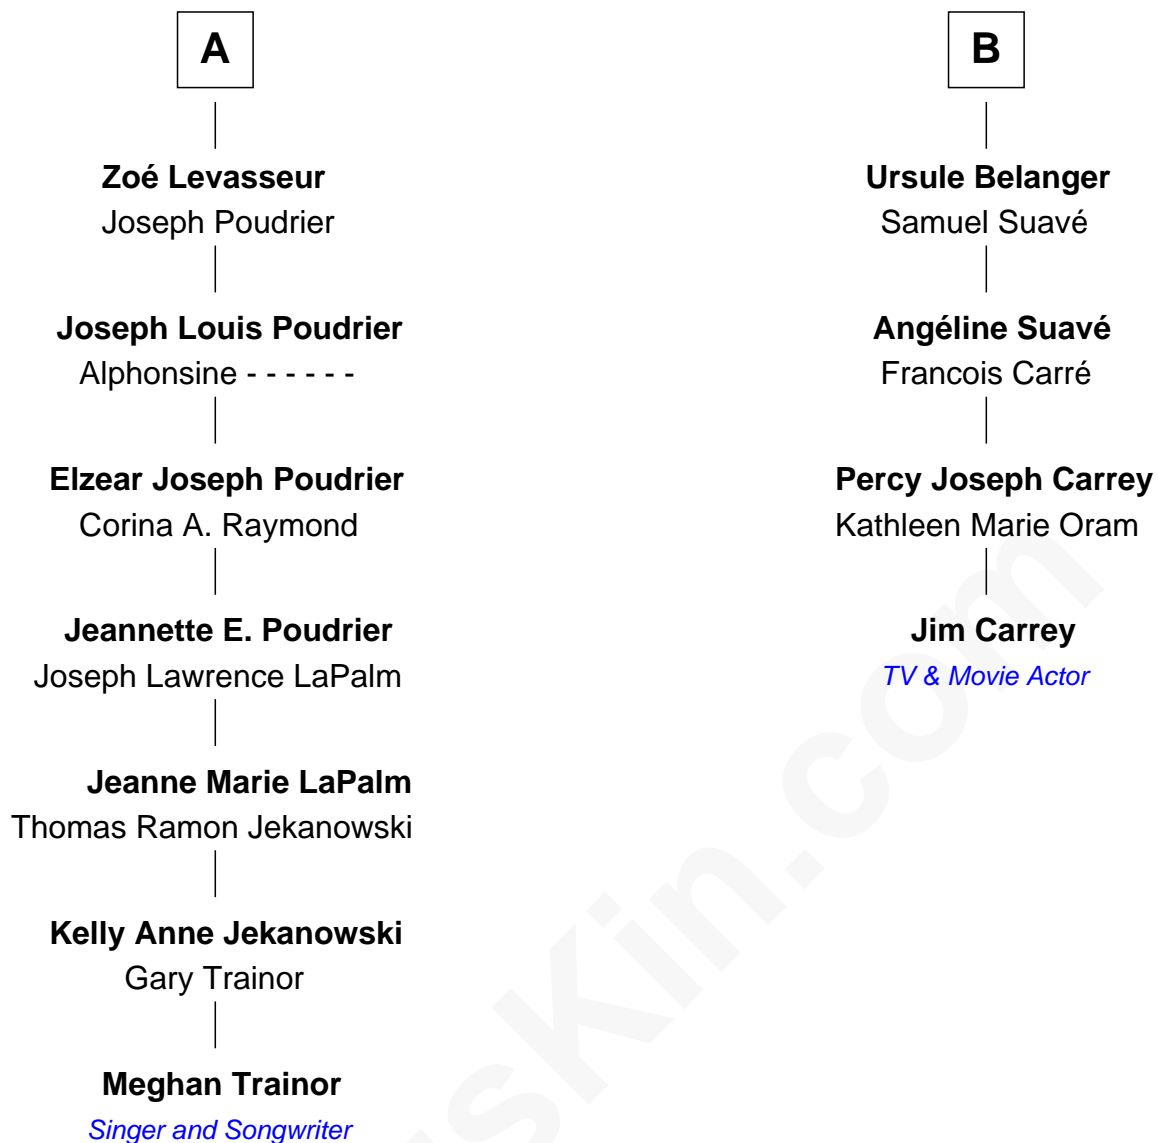 A
Zoé Levasseur
Joseph Poudrier
Joseph Louis Poudrier
Alphonsine - - - - - -
Elzear Joseph Poudrier
Corina A. Raymond
Jeannette E. Poudrier
Joseph Lawrence LaPalm
Jeanne Marie LaPalm
Thomas Ramon Jekanowski
Kelly Anne Jekanowski
Gary Trainor
Meghan Trainor
Singer and Songwriter
B
Ursule Belanger
Samuel Suavé
Angéline Suavé
Francois Carré
Percy Joseph Carrey
Kathleen Marie Oram
Jim Carrey
TV & Movie Actor
usKin.com